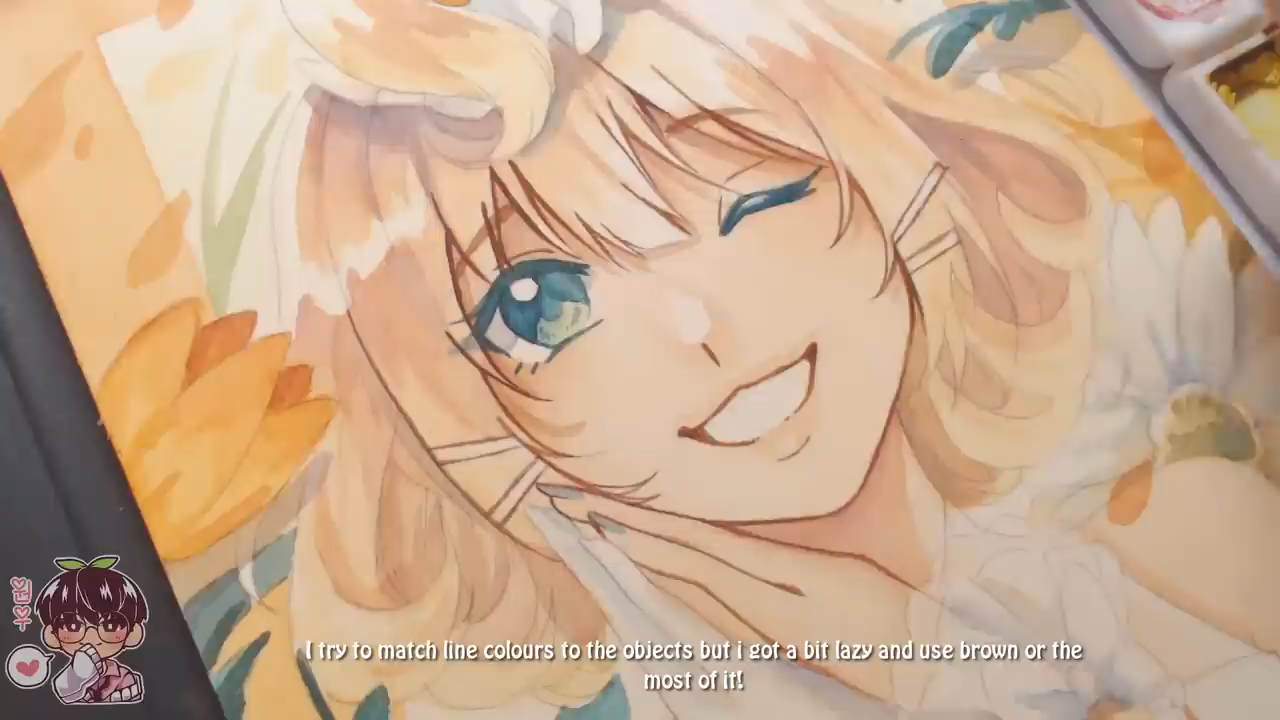 I try to match line colours to the objects but i got a bit lazy and use brown or the
most of it!